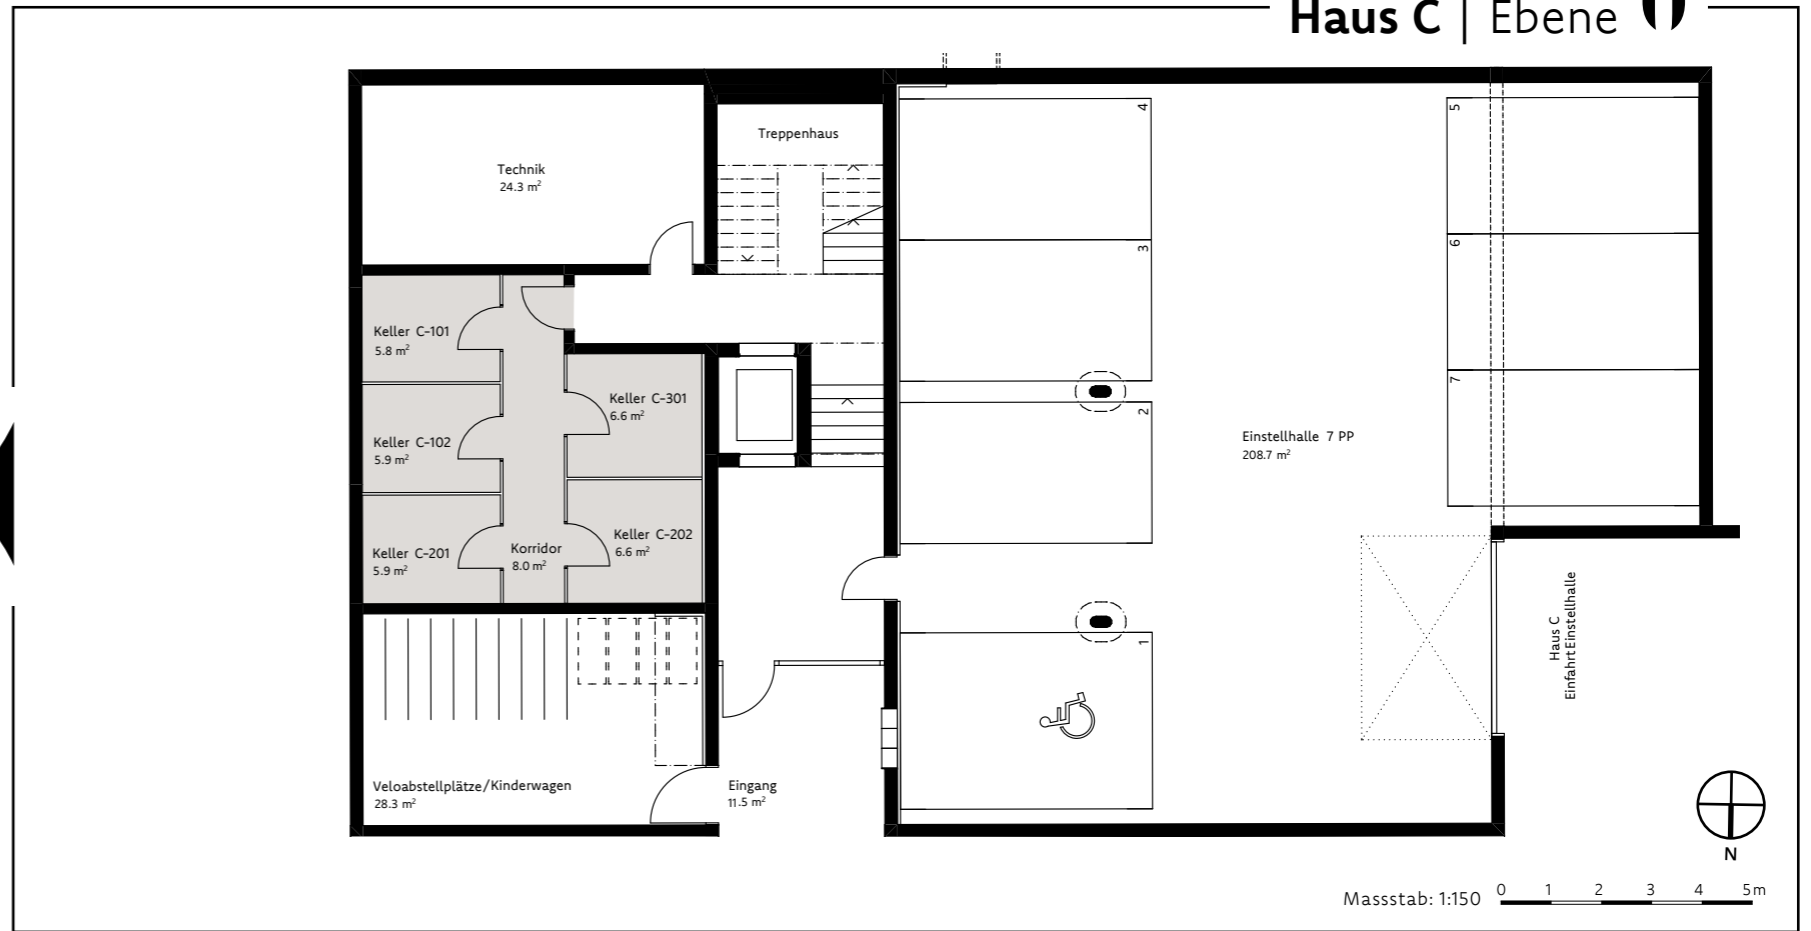 Haus C | Ebene 0
Treppenhaus
Technik
24.3 m²
4
5
3
6
Keller C-101
5.8 m²
Keller C-301
6.6 m²
7
2
Keller C-102
5.9 m²
Einstellhalle 7 PP
208.7 m²
Keller C-202
6.6 m²
Keller C-201
5.9 m²
Korridor
8.0 m²
Haus C
Einfahrt Einstellhalle
1
Veloabstellplätze/Kinderwagen
28.3 m²
Eingang
11.5 m²
N
Massstab: 1:150
0 1 2 3 4 5m